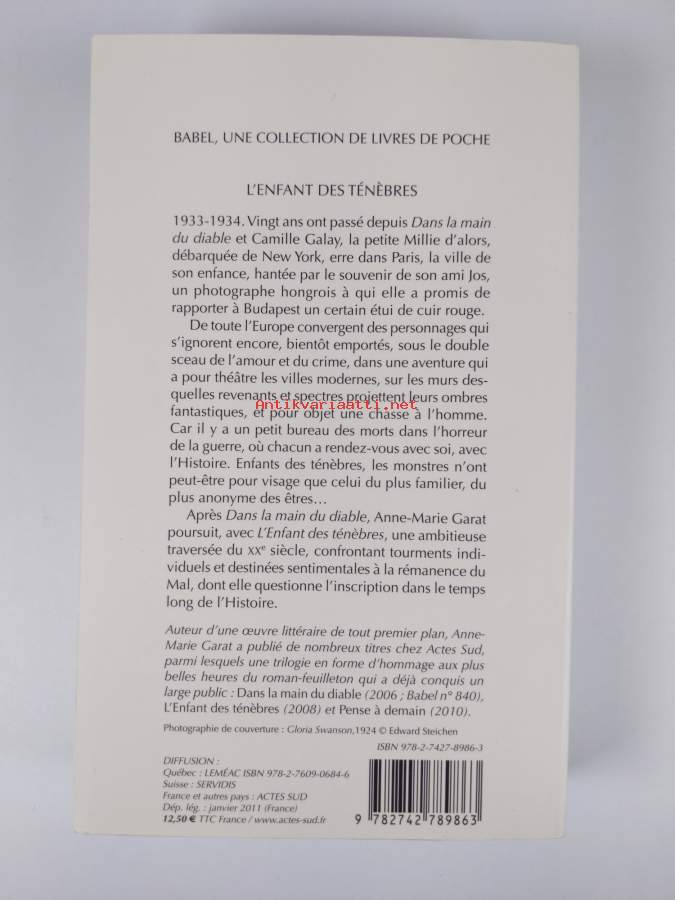 BABEL, UNE COLLECTION DE LIVRES DE POCHE
L'ENFANT DES TÉNÈBRES
1933-1934. Vingt ans ont passé depuis Dans la main
du diable et Camille Galay, la petite Millie d'alors,
débarquée de New York, erre dans Paris, la ville de
son enfance, hantée par le souvenir de son ami Jos,
un photographe hongrois à qui elle a promis de
rapporter à Budapest un certain étui de cuir rouge.
De toute l'Europe convergent des personnages qui
s'ignorent encore, bientôt emportés, sous le double
sceau de l'amour et du crime, dans une aventure qui
a pour théâtre les villes modernes, sur les murs des-
quelles revenants et spectres projettent leurs ombres
Antikvariaatti.net
fantastiques, et pour objet une chasse à l'homme.
Car il y a un petit bureau des morts dans l'horreur
de la guerre, où chacun a rendez-vous avec soi, avec
l'Histoire. Enfants des ténèbres, les monstres n'ont
peut-être pour visage que celui du plus familier, du
plus anonyme des êtres...
Après Dans la main du diable, Anne-Marie Garat
poursuit, avec L'Enfant des ténèbres, une ambitieuse
traversée du XXe siècle, confrontant tourments indi-
viduels et destinées sentimentales à la rémanence du
Mal, dont elle questionne l'inscription dans le temps
long de l'Histoire.
Auteur d'une œuvre littéraire de tout premier plan, Anne-
Marie Garat a publié de nombreux titres chez Actes Sud,
parmi lesquels une trilogie en forme d'hommage aux plus
belles heures du roman-feuilleton qui a déjà conquis un
large public : Dans la main du diable (2006 ; Babel n° 840),
L'Enfant des ténèbres (2008) et Pense à demain (2010).
Photographie de couverture : Gloria Swanson,1924 © Edward Steichen
ISBN 978-2-7427-8986-3
DIFFUSION :
Québec : LEMÉAC ISBN 978-2-7609-0684-6
Suisse : SERVIDIS
France et autres pays : ACTES SUD
Dép. lég. : janvier 2011 (France)
12,50 € TTC France / www.actes-sud.fr
9 782742 789863